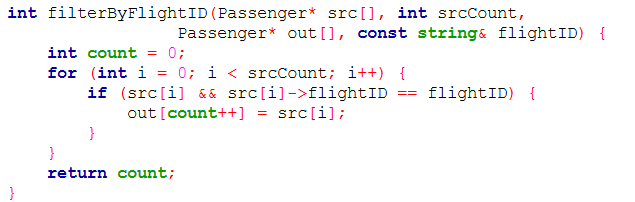 int filterByFlightID(Passenger* src[], int srcCount,
                 Passenger* out[], const string& flightID) {
    int count = 0;
    for (int i = 0; i < srcCount; i++) {
        if (src[i] && src[i]->flightID == flightID) {
            out[count++] = src[i];
        }
    }
    return count;
}